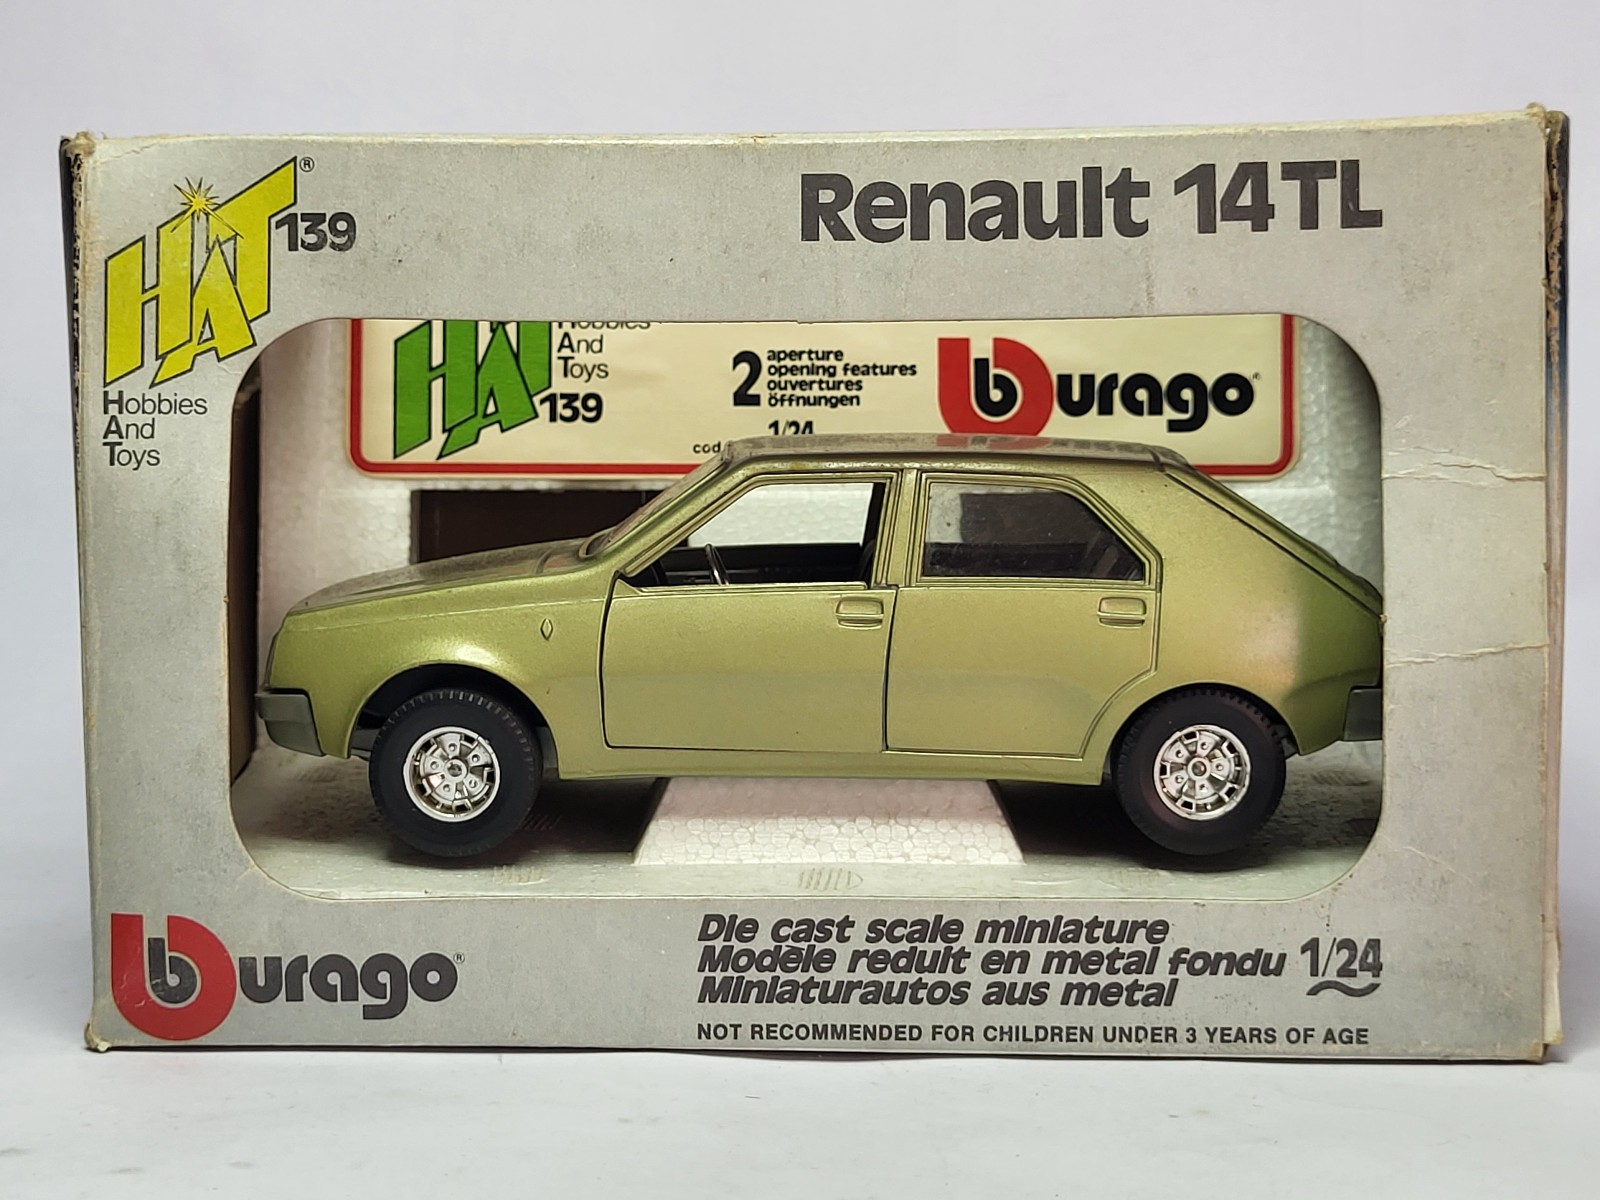 HAT® 139
Renault 14TL
Hobbies
And
Toys
HAT
Hobbies
And
Toys
139
2 aperture
opening features
ouvertures
öffnungen
1/24
cod
burago®
burago®
Die cast scale miniature
Modèle reduit en metal fondu 1/24
Miniaturautos aus metal
NOT RECOMMENDED FOR CHILDREN UNDER 3 YEARS OF AGE